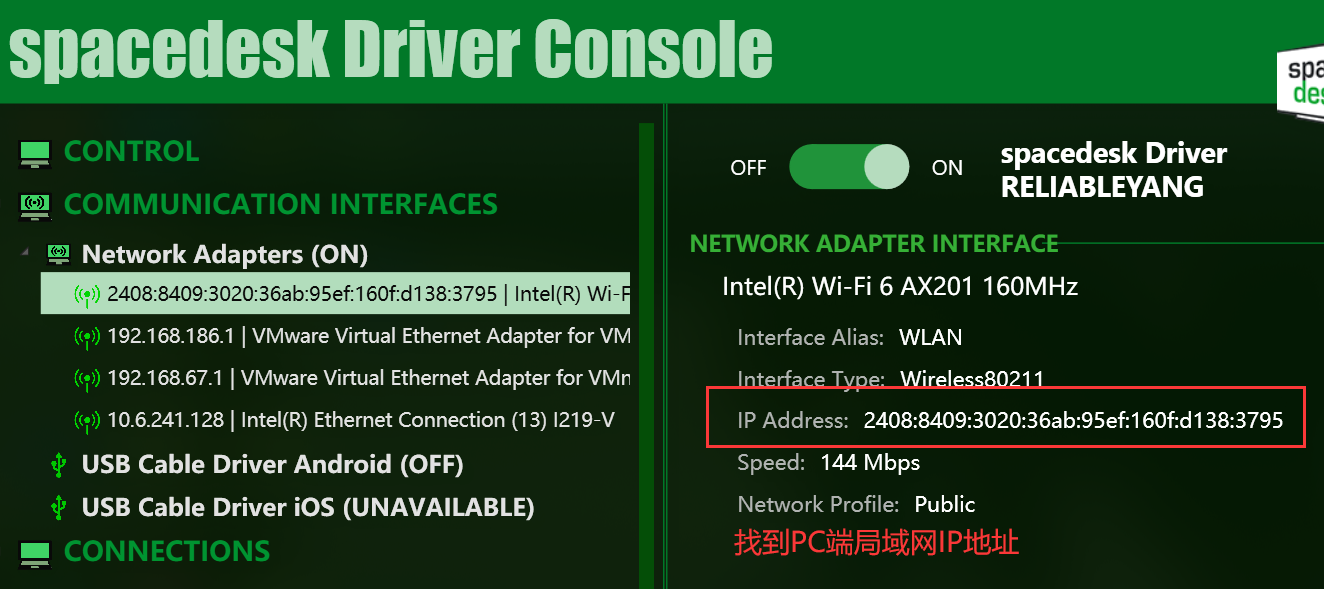 spacedesk Driver Console
CONTROL
COMMUNICATION INTERFACES
Network Adapters (ON)
2408:8409:3020:36ab:95ef:160f:d138:3795 | Intel(R) Wi-F
192.168.186.1 | VMware Virtual Ethernet Adapter for VM
192.168.67.1 | VMware Virtual Ethernet Adapter for VMn
10.6.241.128 | Intel(R) Ethernet Connection (13) I219-V
USB Cable Driver Android (OFF)
USB Cable Driver iOS (UNAVAILABLE)
CONNECTIONS
spa
des
OFF
ON
spacedesk Driver
RELIABLEYANG
NETWORK ADAPTER INTERFACE
Intel(R) Wi-Fi 6 AX201 160MHz
Interface Alias: WLAN
Interface Type: Wireless80211
IP Address: 2408:8409:3020:36ab:95ef:160f:d138:3795
Speed: 144 Mbps
Network Profile: Public
找到PC端局域网IP地址